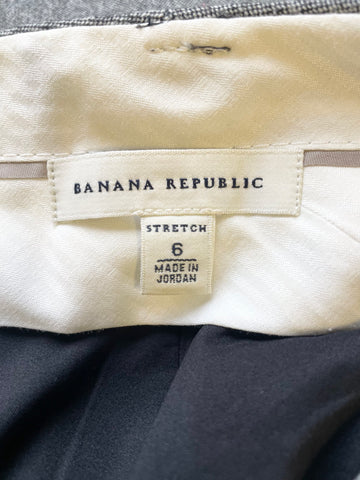 BANANA REPUBLIC
STRETCH
6
MADE IN
JORDAN